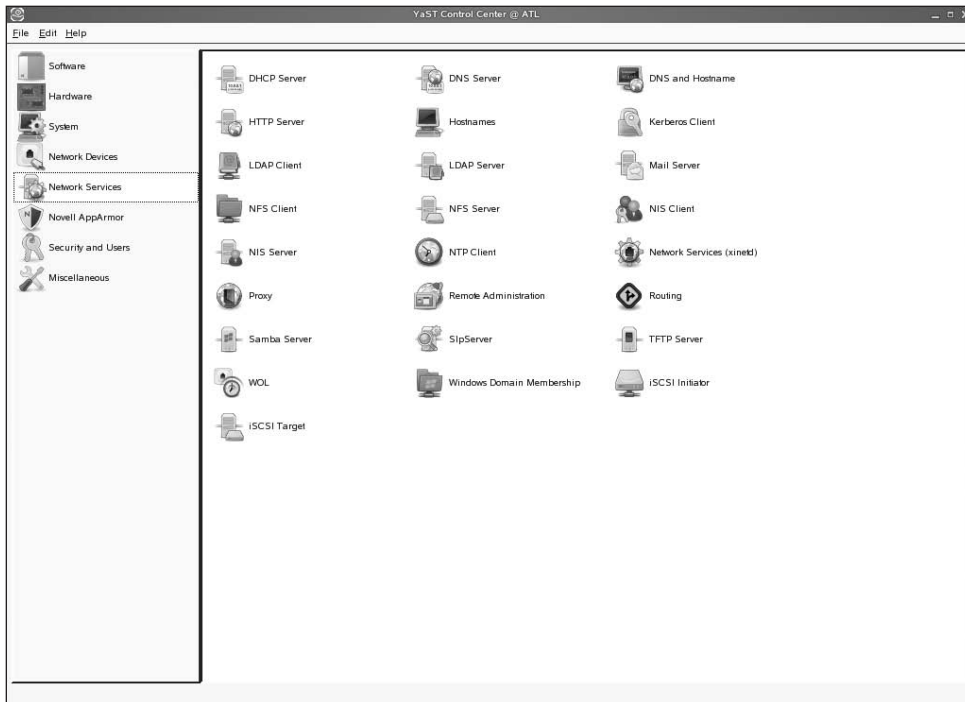 YaST Control Center @ ATL
File Edit Help
Software
Hardware
System
Network Devices
Network Services
Novell AppArmor
Security and Users
Miscellaneous
DHCP Server DNS Server DNS and Hostname
HTTP Server Hostnames Kerberos Client
LDAP Client LDAP Server Mail Server
NFS Client NFS Server NIS Client
NIS Server NTP Client Network Services (xinetd)
Proxy Remote Administration Routing
Samba Server SlpServer TFTP Server
WOL Windows Domain Membership iSCSI Initiator
iSCSI Target